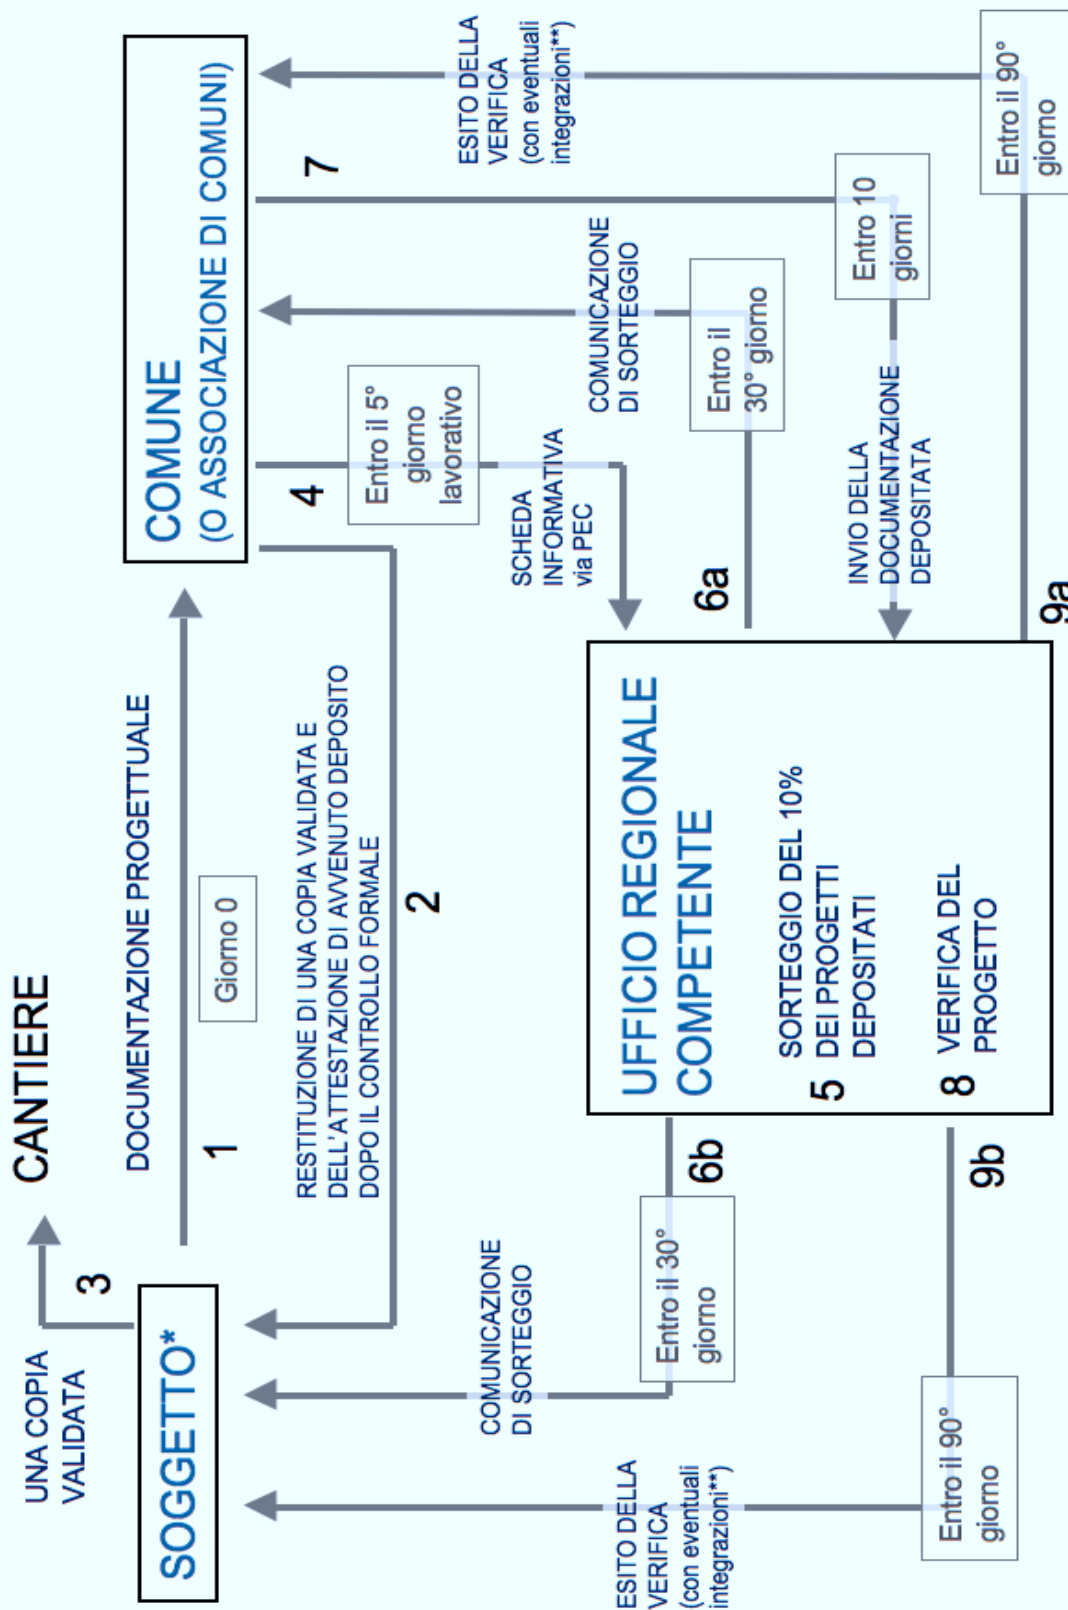 CANTIERE
UNA COPIA
VALIDATA
3
SOGGETTO*
DOCUMENTAZIONE PROGETTUALE
1
Giorno 0
COMUNE
(O ASSOCIAZIONE DI COMUNI)
RESTITUZIONE DI UNA COPIA VALIDATA E
DELL'ATTESTAZIONE DI AVVENUTO DEPOSITO
DOPO IL CONTROLLO FORMALE
2
4
Entro il 5°
giorno
lavorativo
SCHEDA
INFORMATIVA
via PEC
7
ESITO DELLA
VERIFICA
(con eventuali
integrazioni**)
COMUNICAZIONE
DI SORTEGGIO
Entro il
30° giorno
6a
Entro 10
giorni
INVIO DELLA
DOCUMENTAZIONE
DEPOSITATA
Entro il 90°
giorno
9a
UFFICIO REGIONALE
COMPETENTE
5
SORTEGGIO DEL 10%
DEI PROGETTI
DEPOSITATI
8
VERIFICA DEL
PROGETTO
COMUNICAZIONE
DI SORTEGGIO
Entro il 30°
giorno
6b
ESITO DELLA
VERIFICA
(con eventuali
integrazioni**)
Entro il 90°
giorno
9b